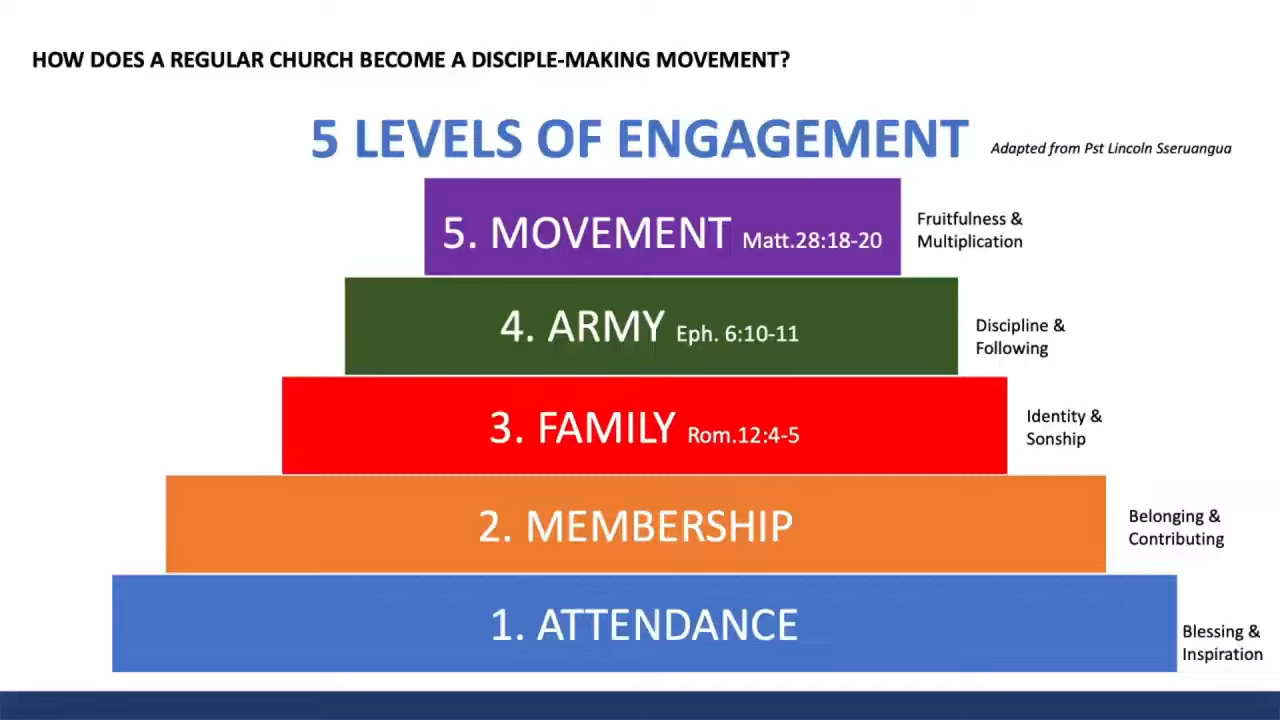 HOW DOES A REGULAR CHURCH BECOME A DISCIPLE-MAKING MOVEMENT?
5 LEVELS OF ENGAGEMENT
Adapted from Pst Lincoln Sseruangua
5. MOVEMENT Matt.28:18-20
Fruitfulness &
Multiplication
4. ARMY Eph. 6:10-11
Discipline &
Following
3. FAMILY Rom.12:4-5
Identity &
Sonship
2. MEMBERSHIP
Belonging &
Contributing
1. ATTENDANCE
Blessing &
Inspiration